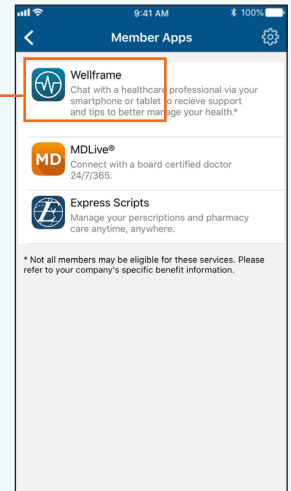 9:41 AM
100%
Member Apps
Wellframe
Chat with a healthcare professional via your
smartphone or tablet to recieve support
and tips to better manage your health.*
MD
MDLive®
Connect with a board certified doctor
24/7/365.
Express Scripts
Manage your perscriptions and pharmacy
care anytime, anywhere.
* Not all members may be eligible for these services. Please
refer to your company's specific benefit information.